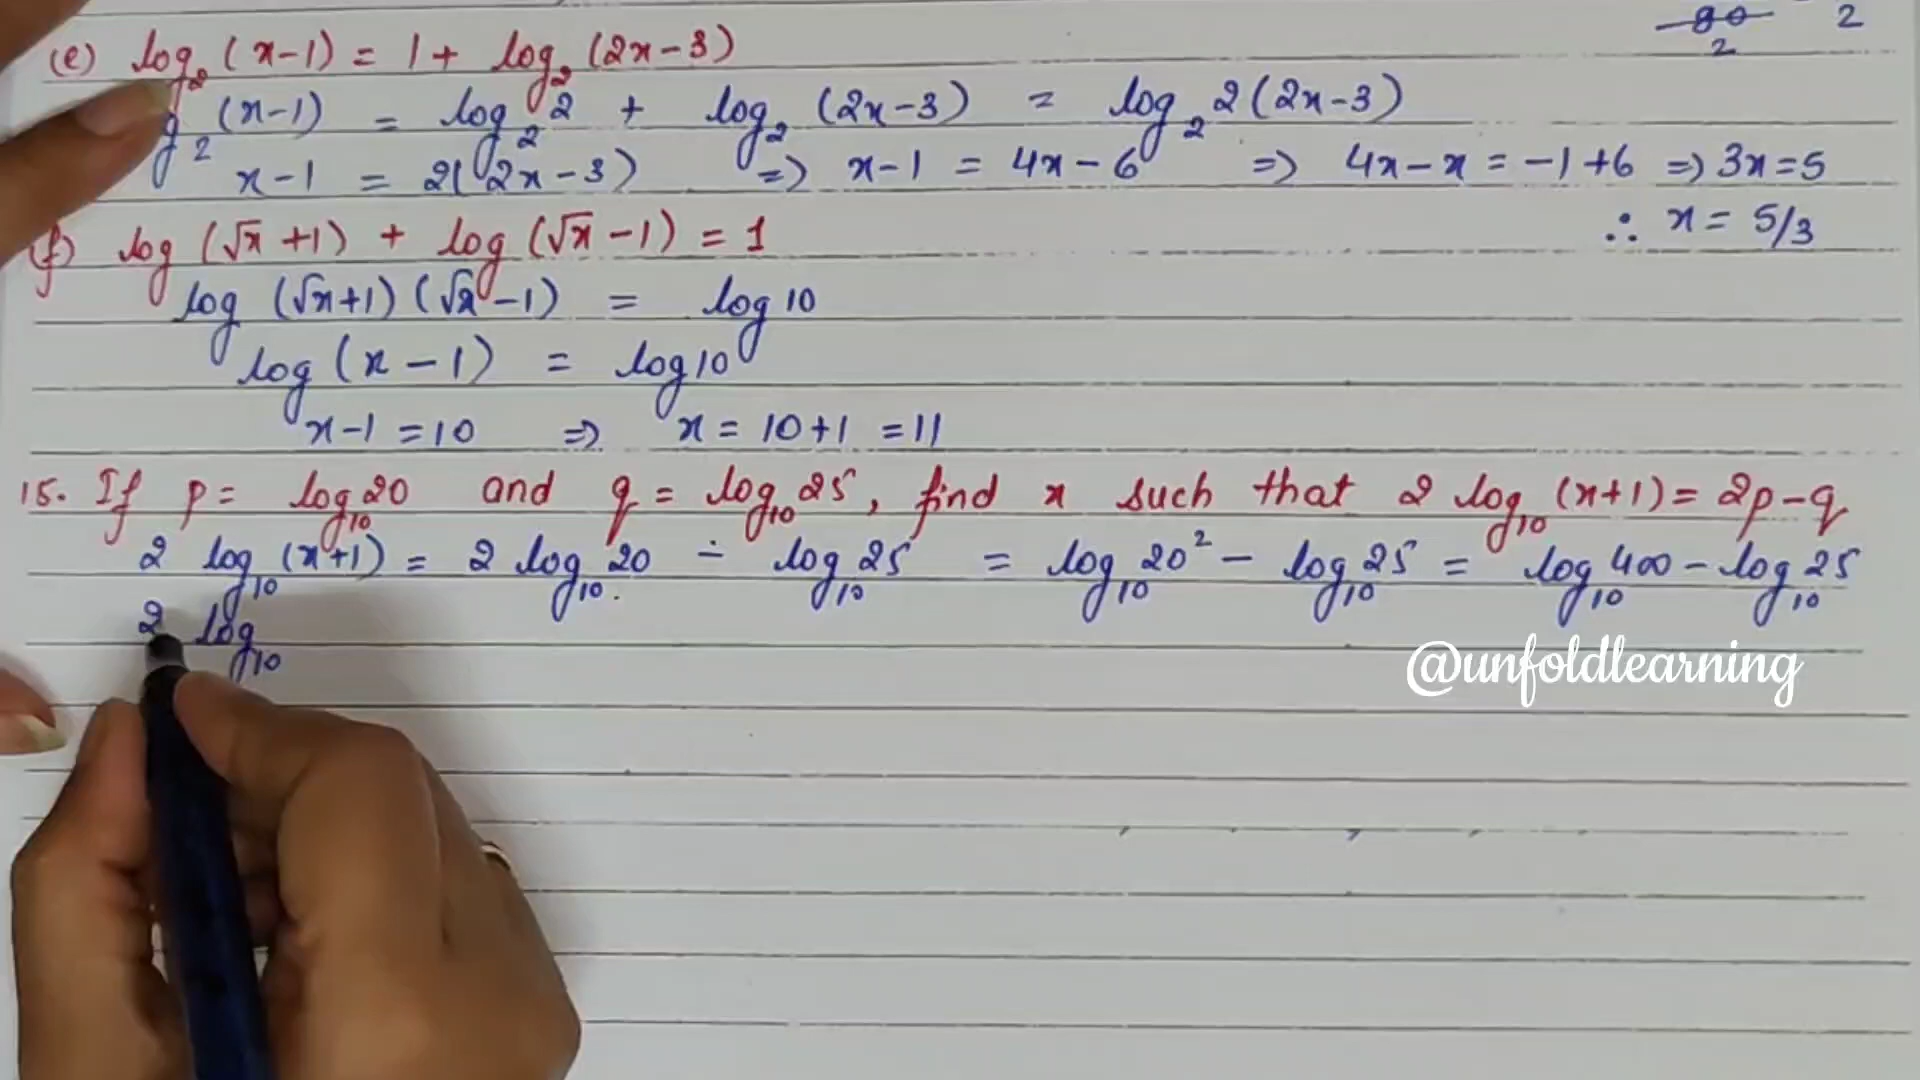 80 2
2
(e) log₂ (x-1) = 1 + log₂ (2x-3)
g₂ (x-1) = log₂ 2 + log₂ (2x-3) = log₂ 2(2x-3)
x-1 = 2(2x-3) => x-1 = 4x-6 => 4x-x = -1+6 => 3x=5
∴ x = 5/3
(f) log (√x +1) + log (√x -1) = 1
log (√x+1) (√x-1) = log 10
log (x-1) = log 10
x-1 = 10 => x = 10+1 = 11
15. If p = log₁₀ 20 and q = log₁₀ 25, find x such that 2 log₁₀ (x+1) = 2p-q
2 log₁₀ (x+1) = 2 log₁₀ 20 - log₁₀ 25 = log₁₀ 20² - log₁₀ 25 = log₁₀ 400 - log₁₀ 25
2 log₁₀
@unfoldlearning